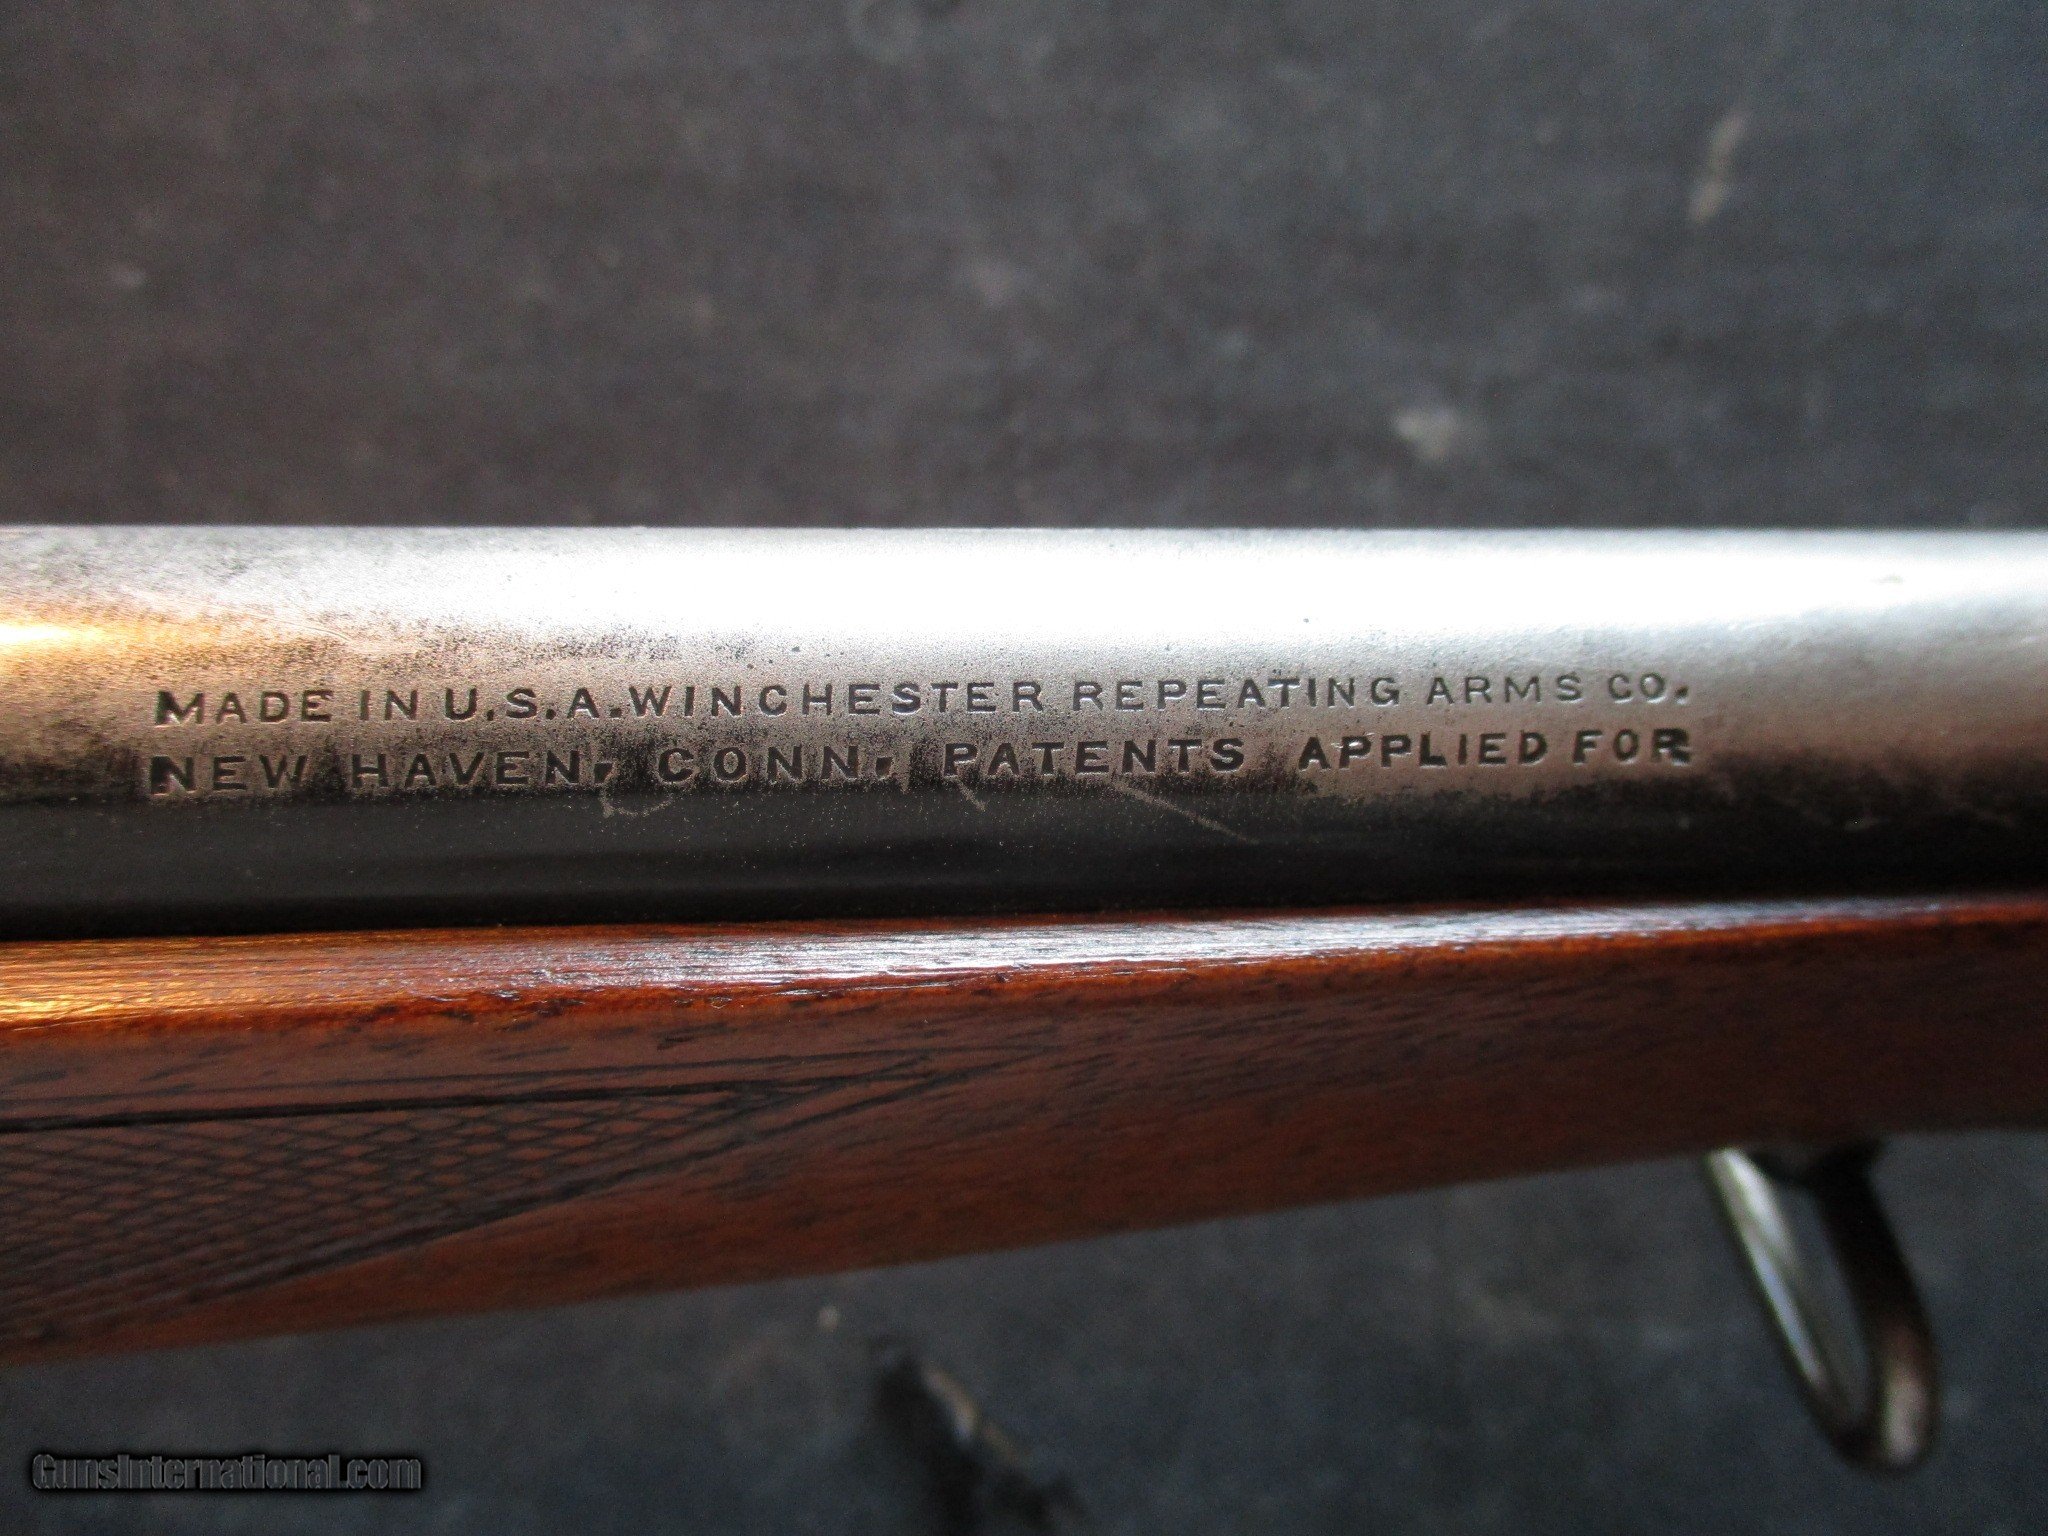 MADE IN U.S.A. WINCHESTER REPEATING ARMS CO.
NEW HAVEN, CONN. PATENTS APPLIED FOR
GunsInternational.com